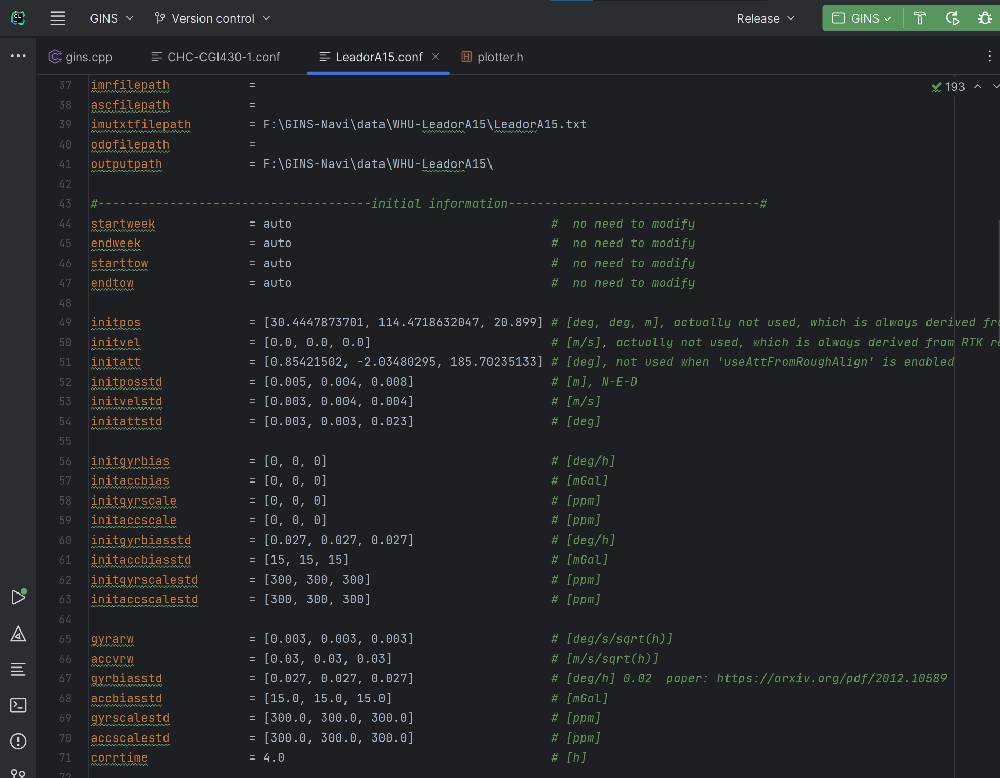 CL GINS Version control Release GINS
gins.cpp CHC-CGI430-1.conf LeadorA15.conf plotter.h
193
37 imrfilepath =
38 ascfilepath =
39 imutxtfilepath = F:\GINS-Navi\data\WHU-LeadorA15\LeadorA15.txt
40 odofilepath =
41 outputpath = F:\GINS-Navi\data\WHU-LeadorA15\
42
43 #--------------------------------------initial information-----------------------------------#
44 startweek = auto # no need to modify
45 endweek = auto # no need to modify
46 starttow = auto # no need to modify
47 endtow = auto # no need to modify
48
49 initpos = [30.4447873701, 114.4718632047, 20.899] # [deg, deg, m], actually not used, which is always derived
50 initvel = [0.0, 0.0, 0.0] # [m/s], actually not used, which is always derived from RTK
51 initatt = [0.85421502, -2.03480295, 185.70235133] # [deg], not used when 'useAttFromRoughAlign' is enabled
52 initposstd = [0.005, 0.004, 0.008] # [m], N-E-D
53 initvelstd = [0.003, 0.004, 0.004] # [m/s]
54 initattstd = [0.003, 0.003, 0.023] # [deg]
55
56 initgyrbias = [0, 0, 0] # [deg/h]
57 initaccbias = [0, 0, 0] # [mGal]
58 initgyrscale = [0, 0, 0] # [ppm]
59 initaccscale = [0, 0, 0] # [ppm]
60 initgyrbiasstd = [0.027, 0.027, 0.027] # [deg/h]
61 initaccbiasstd = [15, 15, 15] # [mGal]
62 initgyrscalestd = [300, 300, 300] # [ppm]
63 initaccscalestd = [300, 300, 300] # [ppm]
64
65 gyrarw = [0.003, 0.003, 0.003] # [deg/s/sqrt(h)]
66 accvrw = [0.03, 0.03, 0.03] # [m/s/sqrt(h)]
67 gyrbiasstd = [0.027, 0.027, 0.027] # [deg/h] 0.02 paper: https://arxiv.org/pdf/2012.10589
68 accbiasstd = [15.0, 15.0, 15.0] # [mGal]
69 gyrscalestd = [300.0, 300.0, 300.0] # [ppm]
70 accscalestd = [300.0, 300.0, 300.0] # [ppm]
71 corrtime = 4.0 # [h]
72